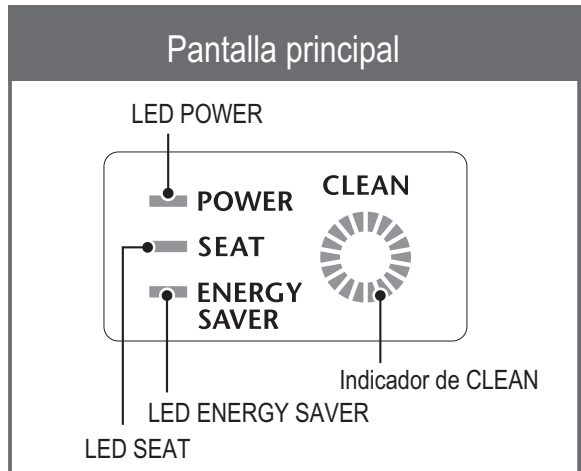 Pantalla principal
LED POWER
POWER
CLEAN
SEAT
ENERGY
SAVER
Indicador de CLEAN
LED ENERGY SAVER
LED SEAT